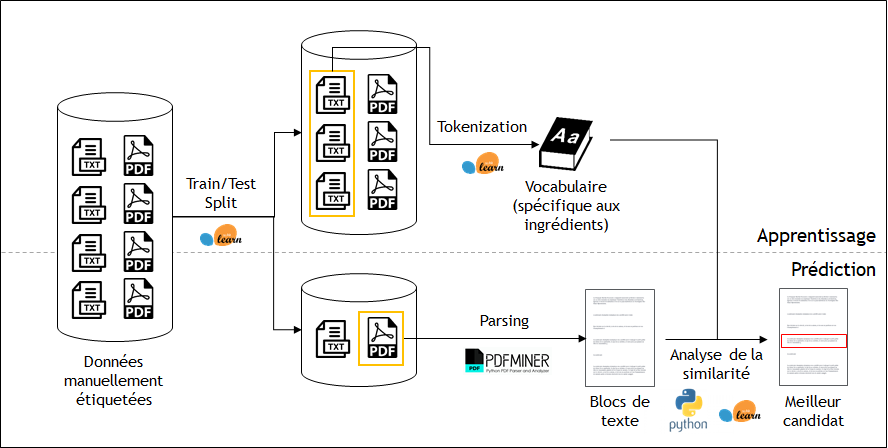 TXT
PDF
TXT
PDF
TXT
PDF
TXT
PDF
Données
manuellement
étiquetées
Train/Test
Split
learn
TXT
PDF
TXT
PDF
TXT
PDF
Tokenization
learn
Aa
Vocabulaire
(spécifique aux
ingrédients)
Apprentissage
Prédiction
TXT
PDF
Parsing
PDF
PDFMINER
Python PDF Parser and Analyzer
Blocs de
texte
Analyse de la
similarité
python
learn
Meilleur
candidat